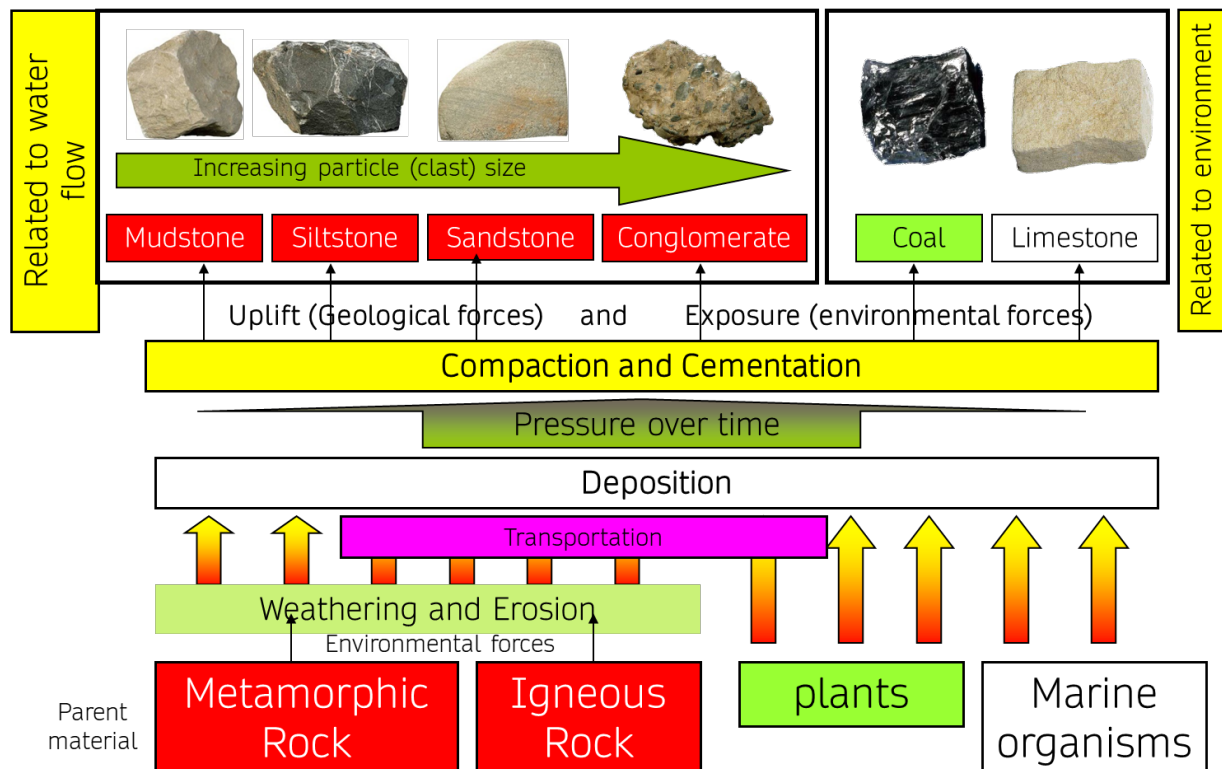 Related to water
flow
Increasing particle (clast) size
Mudstone
Siltstone
Sandstone
Conglomerate
Coal
Limestone
Related to environment
Uplift (Geological forces) and Exposure (environmental forces)
Compaction and Cementation
Pressure over time
Deposition
Transportation
Weathering and Erosion
Environmental forces
Parent
material
Metamorphic
Rock
Igneous
Rock
plants
Marine
organisms